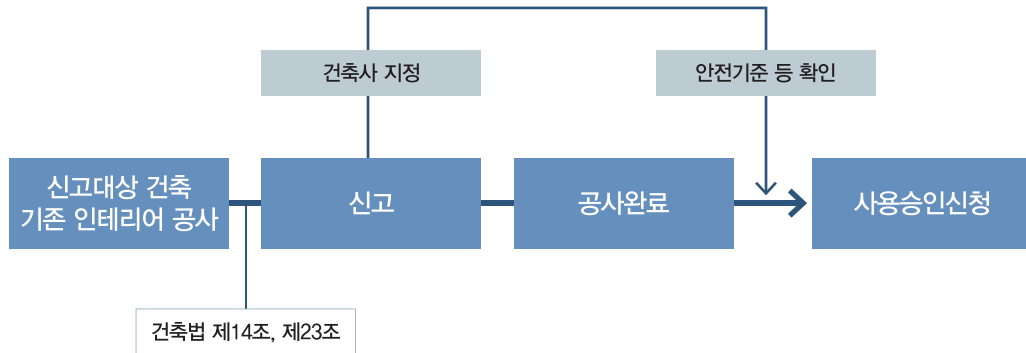 건축사 지정
안전기준 등 확인
신고대상 건축
기존 인테리어 공사
신고
공사완료
사용승인신청
건축법 제14조, 제23조